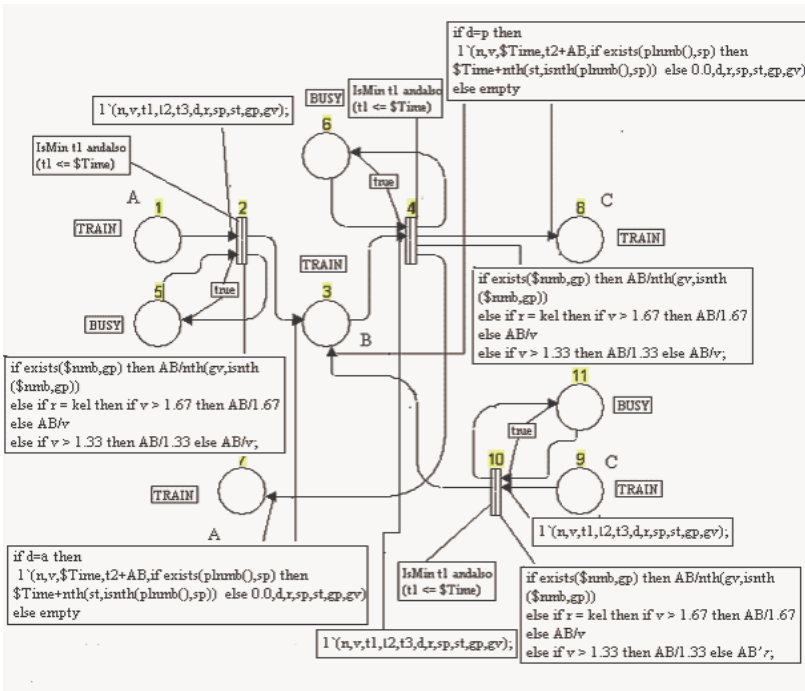 if d=p then
1`(n,v,$Time,t2+AB,if exists(plnmb(),sp) then
$Time+nth(st,isnth(plnmb(),sp)) else 0.0,d,r,sp,st,gp,gv)
else empty
1`(n,v,t1,t2,t3,d,r,sp,st,gp,gv);
BUSY
IsMin t1 andalso
(t1 <= $Time)
6
IsMin t1 andalso
(t1 <= $Time)
true
A
1
2
4
8
C
TRAIN
TRAIN
TRAIN
5
true
3
BUSY
B
if exists($nmb,gp) then AB/nth(gv,isnth
($nmb,gp))
else if r = kel then if v > 1.67 then AB/1.67
else AB/v
else if v > 1.33 then AB/1.33 else AB/v;
if exists($nmb,gp) then AB/nth(gv,isnth
($nmb,gp))
else if r = kel then if v > 1.67 then AB/1.67
else AB/v
else if v > 1.33 then AB/1.33 else AB/v;
11
BUSY
true
7
10
9
C
TRAIN
TRAIN
A
1`(n,v,t1,t2,t3,d,r,sp,st,gp,gv);
if d=a then
1`(n,v,$Time,t2+AB,if exists(plnmb(),sp) then
$Time+nth(st,isnth(plnmb(),sp)) else 0.0,d,r,sp,st,gp,gv)
else empty
IsMin t1 andalso
(t1 <= $Time)
if exists($nmb,gp) then AB/nth(gv,isnth
($nmb,gp))
else if r = kel then if v > 1.67 then AB/1.67
else AB/v
else if v > 1.33 then AB/1.33 else
1`(n,v,t1,t2,t3,d,r,sp,st,gp,gv);